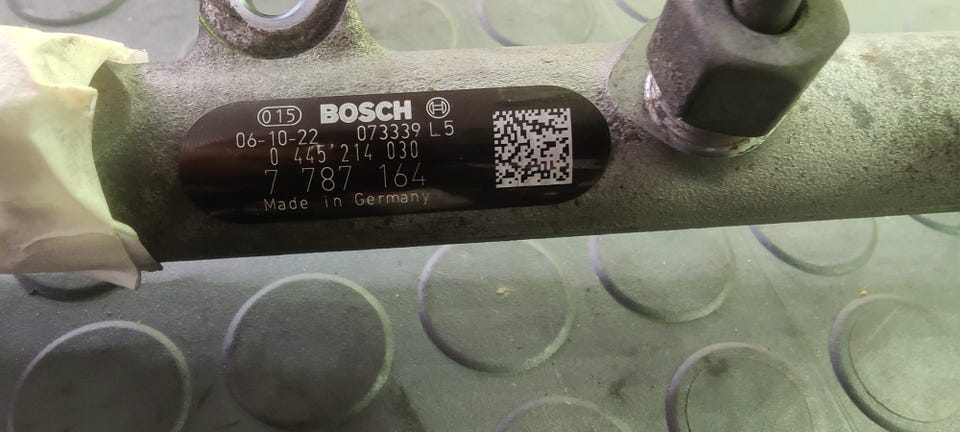 015 BOSCH
06-10-22 073339 L5
0 445 214 030
7 787 164
Made in Germany